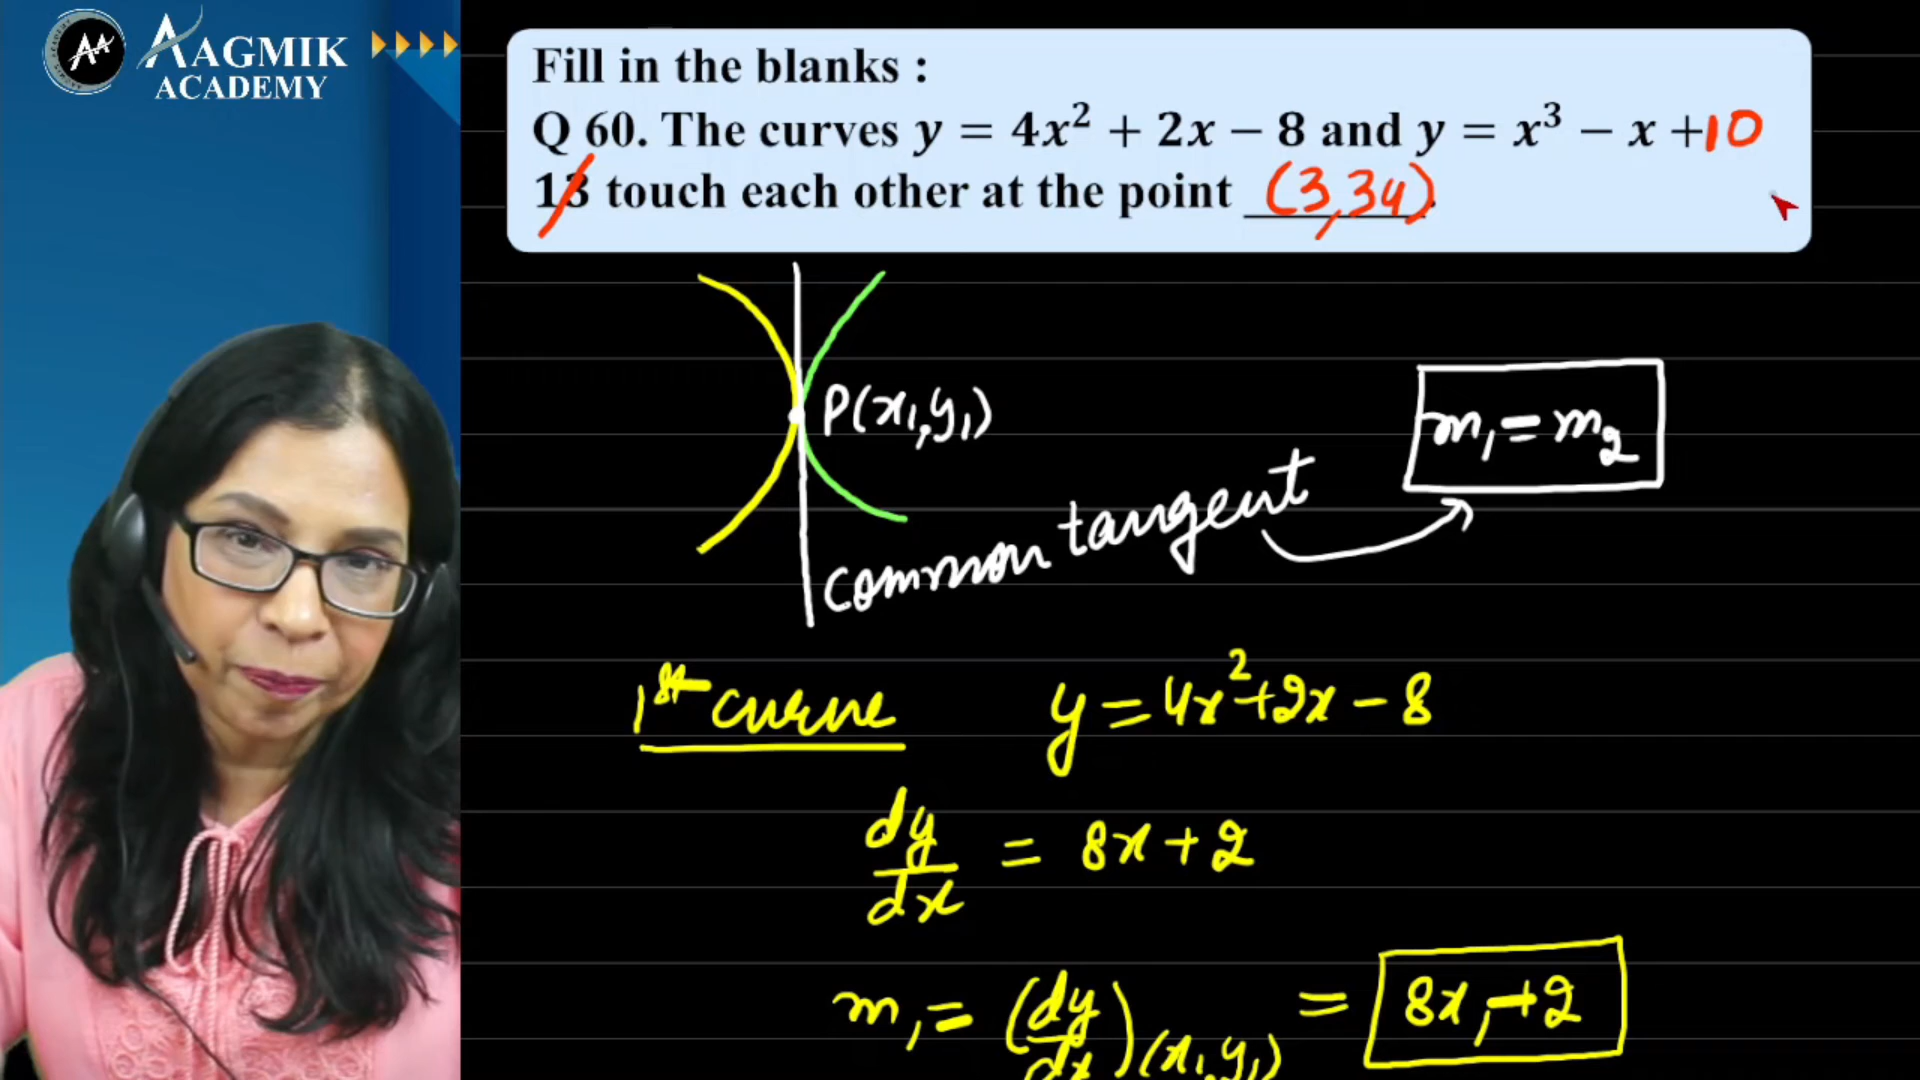 AAGMIK
ACADEMY
Fill in the blanks :
Q 60. The curves y = 4x² + 2x − 8 and y = x³ − x +10
13 touch each other at the point (3,34).
P(x₁,y₁)
m₁ = m₂
common tangent
1st curve y = 4x²+2x − 8
dy/dx = 8x + 2
m₁ = (dy/dx)(x₁,y₁) = 8x₁+2